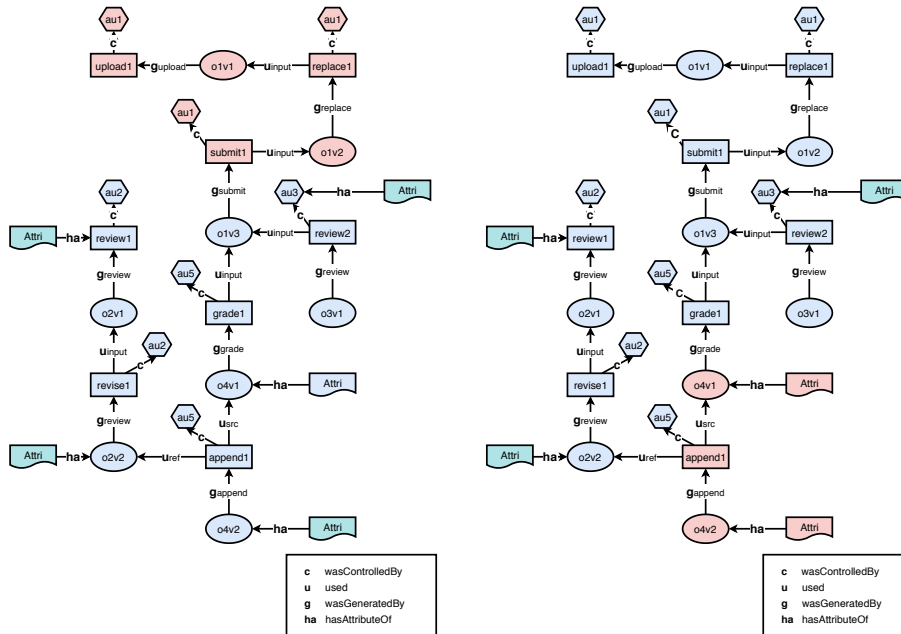 au1 au1 au1 au1
c c c c
upload1 gupload o1v1 uinput replace1 upload1 gupload o1v1 uinput replace1
greplace greplace
au1 au1
c c
submit1 uinput o1v2 submit1 uinput o1v2
au2 gsubmit au3 ha Attri au2 gsubmit au3 ha Attri
c c c c
Attri ha review1 o1v3 uinput review2 Attri ha review1 o1v3 uinput review2
greview uinput greview greview uinput greview
au5 au5
c c
o2v1 grade1 o3v1 o2v1 grade1 o3v1
uinput au2 ggrade uinput au2 ggrade
c c
revise1 o4v1 ha Attri revise1 o4v1 ha Attri
greview au5 usrc greview au5 usrc
c c
Attri ha o2v2 uref append1 Attri ha o2v2 uref append1
gappend gappend
o4v2 ha Attri o4v2 ha Attri
c wasControlledBy c wasControlledBy
u used u used
g wasGeneratedBy g wasGeneratedBy
ha hasAttributeOf ha hasAttributeOf